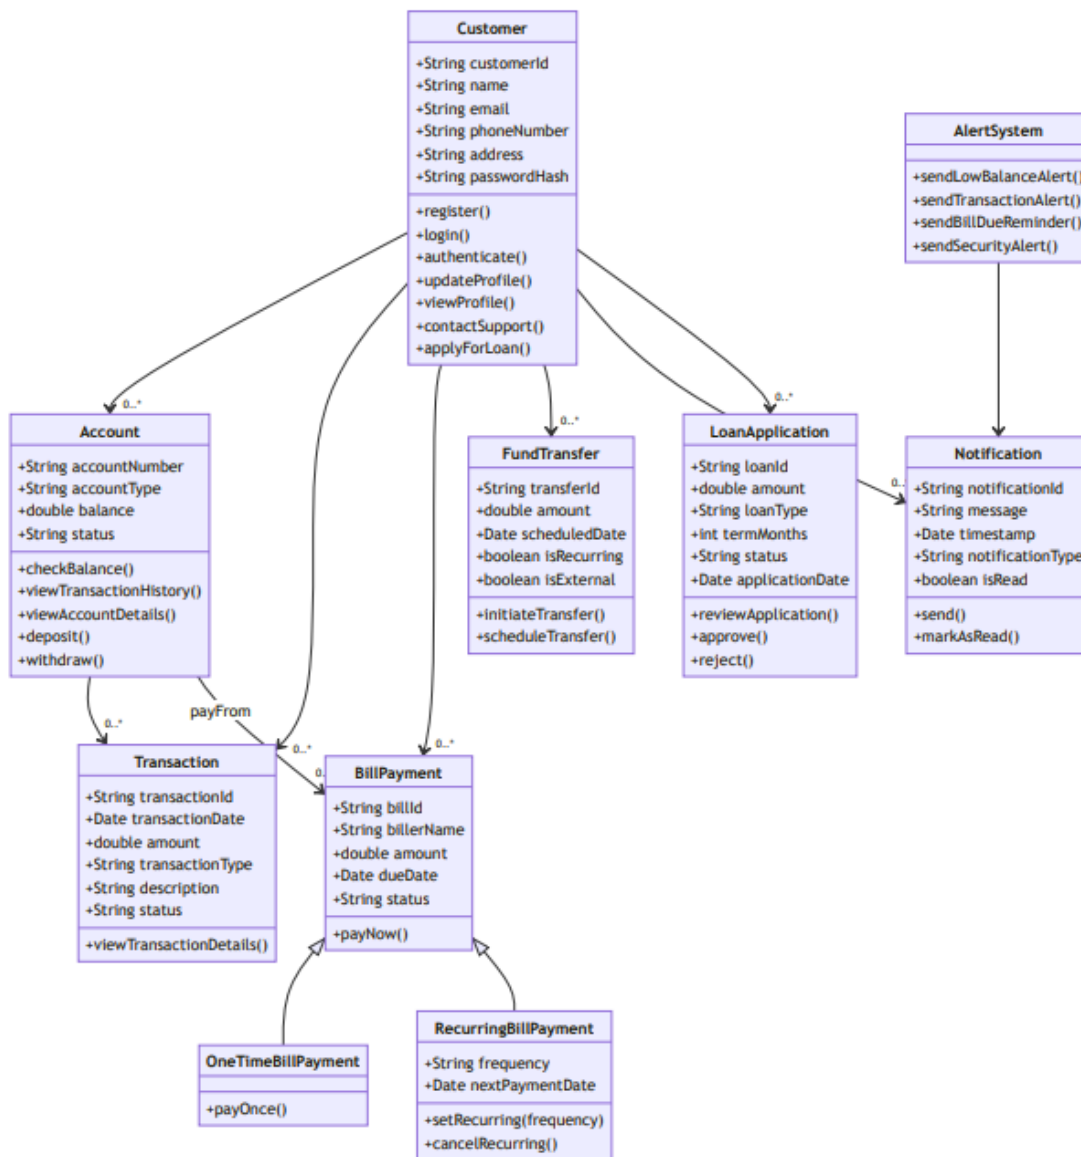 Customer
+String customerId
+String name
+String email
+String phoneNumber
+String address
+String passwordHash
+register()
+login()
+authenticate()
+updateProfile()
+viewProfile()
+contactSupport()
+applyForLoan()
AlertSystem
+sendLowBalanceAlert()
+sendTransactionAlert()
+sendBillDueReminder()
+sendSecurityAlert()
0..*
Account
+String accountNumber
+String accountType
+double balance
+String status
+checkBalance()
+viewTransactionHistory()
+viewAccountDetails()
+deposit()
+withdraw()
0..*
FundTransfer
+String transferId
+double amount
+Date scheduledDate
+boolean isRecurring
+boolean isExternal
+initiateTransfer()
+scheduleTransfer()
0..*
LoanApplication
+String loanId
+double amount
+String loanType
+int termMonths
+String status
+Date applicationDate
+reviewApplication()
+approve()
+reject()
0..
Notification
+String notificationId
+String message
+Date timestamp
+String notificationType
+boolean isRead
+send()
+markAsRead()
payFrom
0..*
0..*
0..
0..*
Transaction
+String transactionId
+Date transactionDate
+double amount
+String transactionType
+String description
+String status
+viewTransactionDetails()
BillPayment
+String billId
+String billerName
+double amount
+Date dueDate
+String status
+payNow()
OneTimeBillPayment
+payOnce()
RecurringBillPayment
+String frequency
+Date nextPaymentDate
+setRecurring(frequency)
+cancelRecurring()